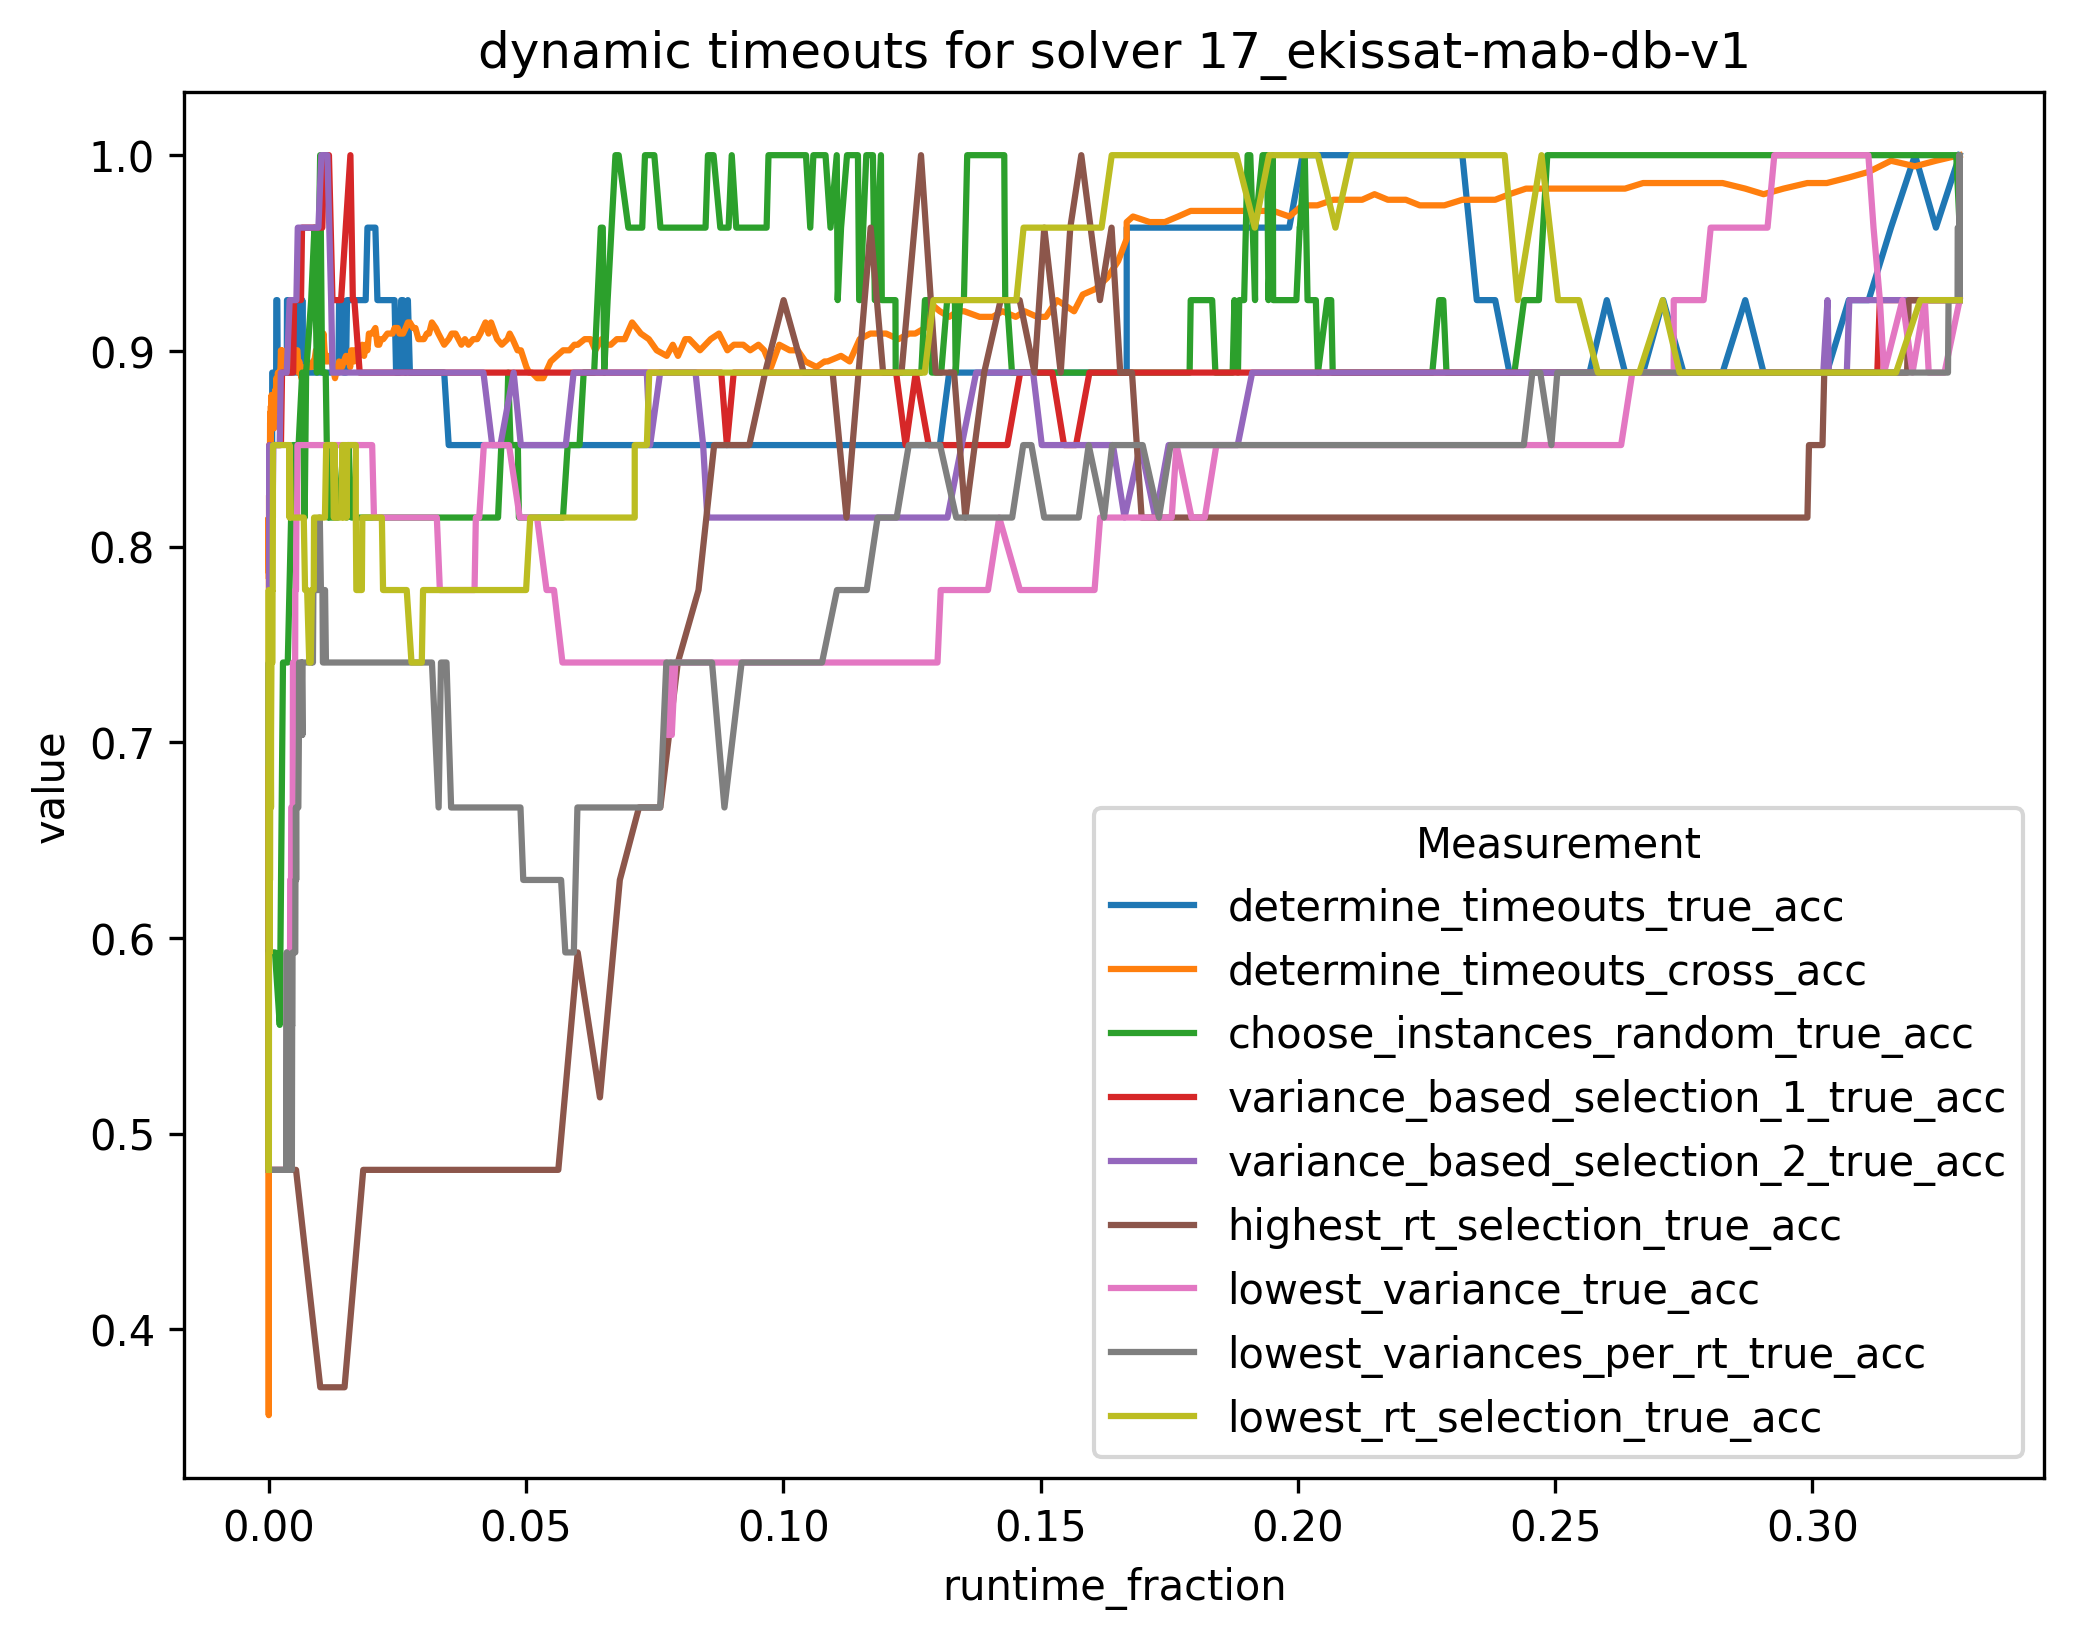 dynamic timeouts for solver 17_ekissat-mab-db-v1
1.0
0.9
0.8
0.7
0.6
0.5
0.4
value
0.00 0.05 0.10 0.15 0.20 0.25 0.30
runtime_fraction
Measurement
determine_timeouts_true_acc
determine_timeouts_cross_acc
choose_instances_random_true_acc
variance_based_selection_1_true_acc
variance_based_selection_2_true_acc
highest_rt_selection_true_acc
lowest_variance_true_acc
lowest_variances_per_rt_true_acc
lowest_rt_selection_true_acc